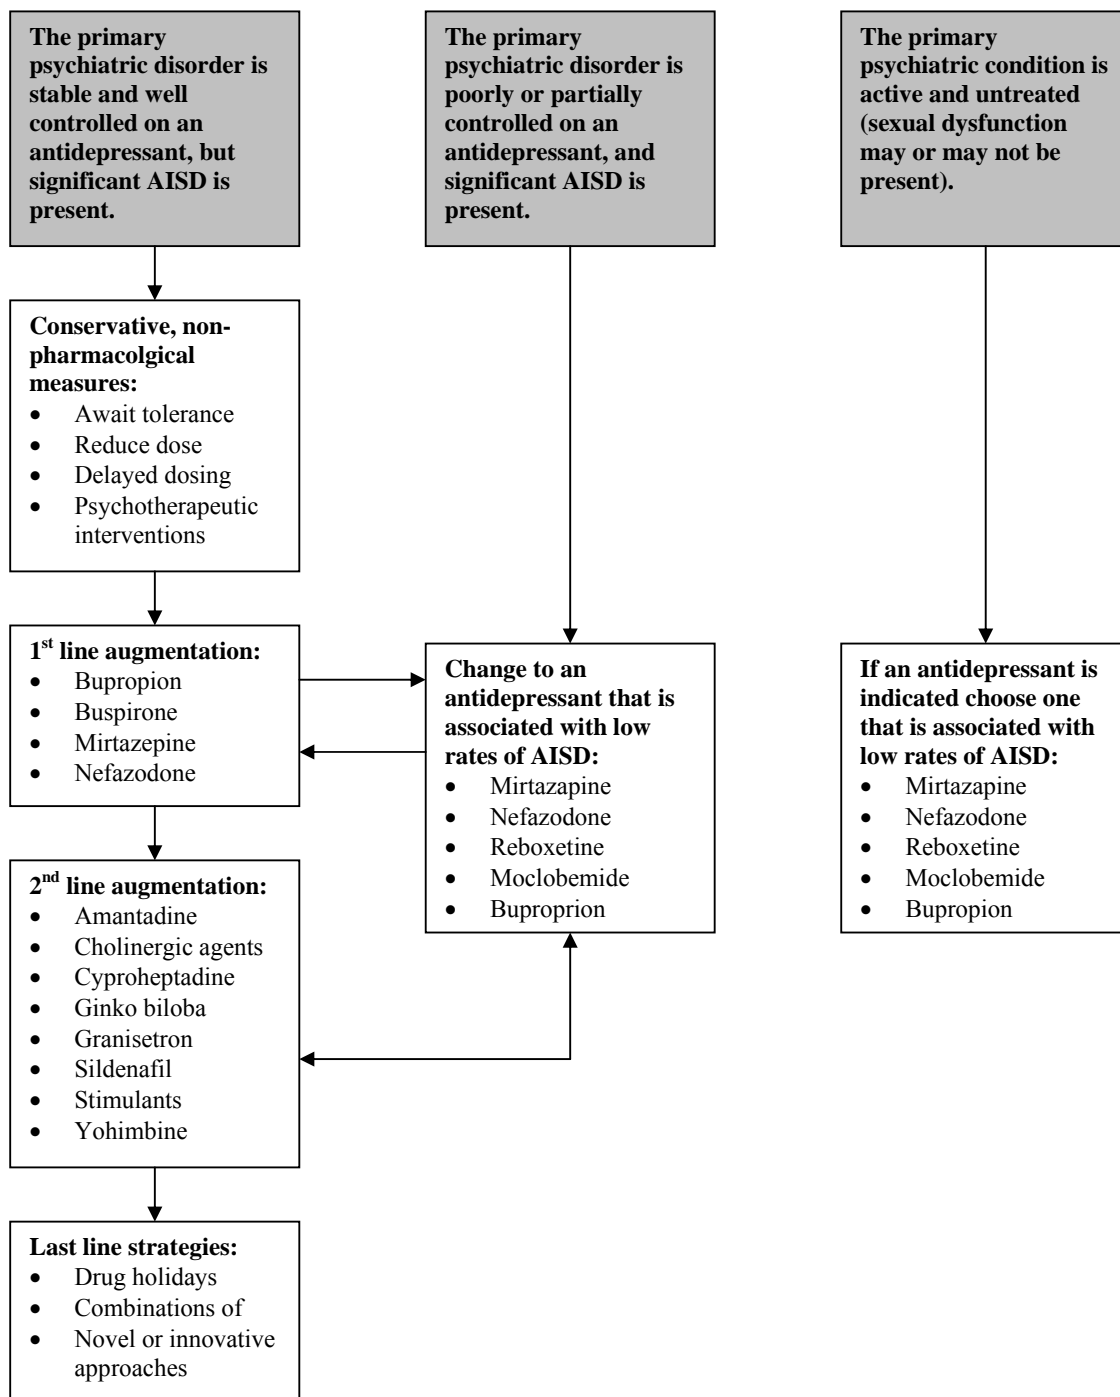 The primary
psychiatric disorder is
stable and well
controlled on an
antidepressant, but
significant AISD is
present.
The primary
psychiatric disorder is
poorly or partially
controlled on an
antidepressant, and
significant AISD is
present.
The primary
psychiatric condition is
active and untreated
(sexual dysfunction
may or may not be
present).
Conservative, non-
pharmacolgical
measures:
• Await tolerance
• Reduce dose
• Delayed dosing
• Psychotherapeutic
interventions
1st line augmentation:
• Bupropion
• Buspirone
• Mirtazepine
• Nefazodone
Change to an
antidepressant that is
associated with low
rates of AISD:
• Mirtazapine
• Nefazodone
• Reboxetine
• Moclobemide
• Buproprion
If an antidepressant is
indicated choose one
that is associated with
low rates of AISD:
• Mirtazapine
• Nefazodone
• Reboxetine
• Moclobemide
• Bupropion
2nd line augmentation:
• Amantadine
• Cholinergic agents
• Cyproheptadine
• Ginko biloba
• Granisetron
• Sildenafil
• Stimulants
• Yohimbine
Last line strategies:
• Drug holidays
• Combinations of
• Novel or innovative
approaches